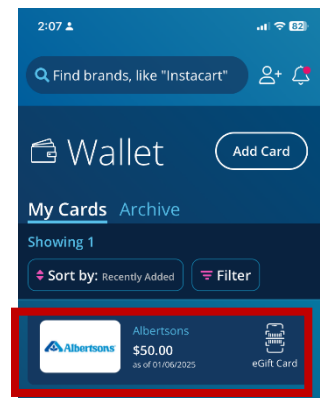 2:07
82
Find brands, like "Instacart"
Wallet
Add Card
My Cards Archive
Showing 1
Sort by: Recently Added
Filter
Albertsons
Albertsons
$50.00
as of 01/06/2025
eGift Card